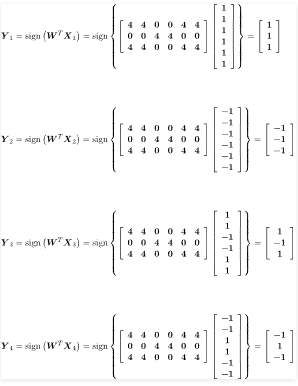 Y₁ = sign (WᵀX₁) = sign { [ 4 4 0 0 4 4 ; 0 0 4 4 0 0 ; 4 4 0 0 4 4 ] [ 1 ; 1 ; 1 ; 1 ; 1 ; 1 ] } = [ 1 ; 1 ; 1 ]
Y₂ = sign (WᵀX₂) = sign { [ 4 4 0 0 4 4 ; 0 0 4 4 0 0 ; 4 4 0 0 4 4 ] [ −1 ; −1 ; −1 ; −1 ; −1 ; −1 ] } = [ −1 ; −1 ; −1 ]
Y₃ = sign (WᵀX₃) = sign { [ 4 4 0 0 4 4 ; 0 0 4 4 0 0 ; 4 4 0 0 4 4 ] [ 1 ; 1 ; −1 ; −1 ; 1 ; 1 ] } = [ 1 ; −1 ; 1 ]
Y₄ = sign (WᵀX₄) = sign { [ 4 4 0 0 4 4 ; 0 0 4 4 0 0 ; 4 4 0 0 4 4 ] [ −1 ; −1 ; 1 ; 1 ; −1 ; −1 ] } = [ −1 ; 1 ; −1 ]